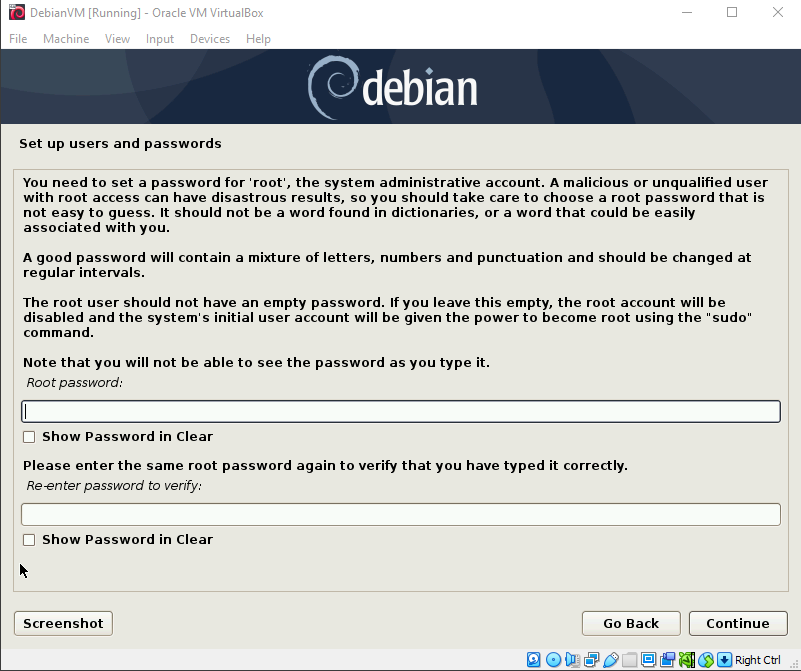 DebianVM [Running] - Oracle VM VirtualBox
File Machine View Input Devices Help
debian
Set up users and passwords
You need to set a password for 'root', the system administrative account. A malicious or unqualified user
with root access can have disastrous results, so you should take care to choose a root password that is
not easy to guess. It should not be a word found in dictionaries, or a word that could be easily
associated with you.
A good password will contain a mixture of letters, numbers and punctuation and should be changed at
regular intervals.
The root user should not have an empty password. If you leave this empty, the root account will be
disabled and the system's initial user account will be given the power to become root using the "sudo"
command.
Note that you will not be able to see the password as you type it.
Root password:
Show Password in Clear
Please enter the same root password again to verify that you have typed it correctly.
Re-enter password to verify:
Show Password in Clear
Screenshot Go Back Continue
Right Ctrl